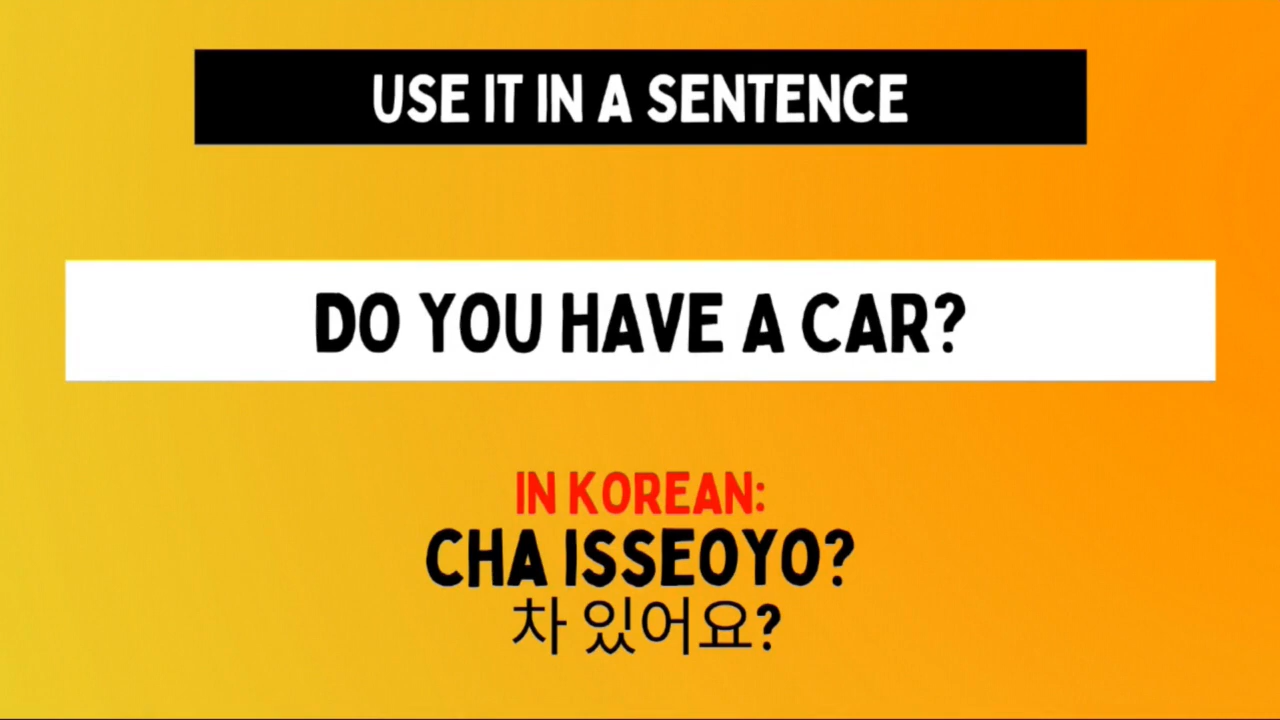 USE IT IN A SENTENCE
DO YOU HAVE A CAR?
IN KOREAN:
CHA ISSEOYO?
차 있어요?